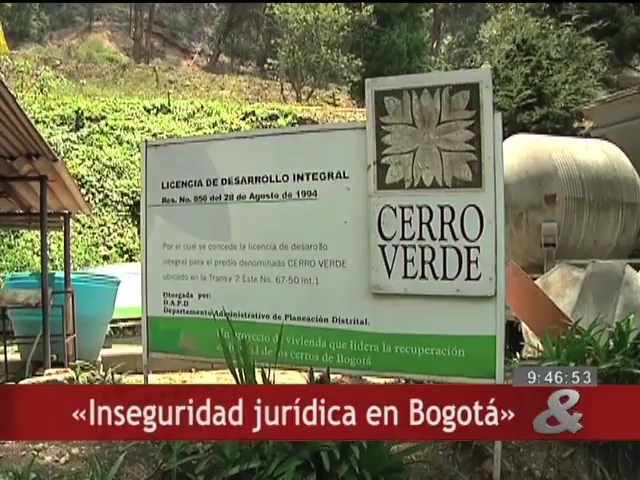 LICENCIA DE DESARROLLO INTEGRAL
Res. No. 850 del 28 de Agosto de 1994
Por el cual se concede la licencia de desarollo
integral para el predio denominado CERRO VERDE
ubicado en la Transv 2 Este No. 67-50 Int.1
Otorgada por:
D.A.P.D
Departamento Administrativo de Planeación Distrital.
Un proyecto de vivienda que lidera la recuperación
de los cerros de Bogotá
CERRO
VERDE
9:46:53
«Inseguridad jurídica en Bogotá» &